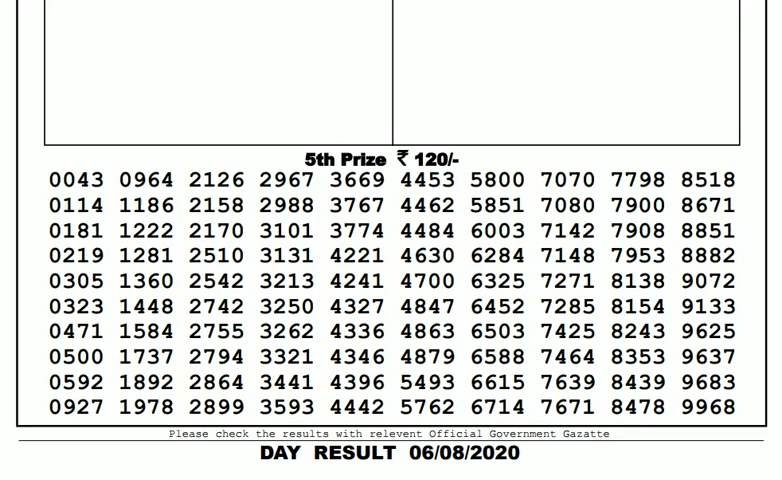 5th Prize ₹ 120/-
0043 0964 2126 2967 3669 4453 5800 7070 7798 8518
0114 1186 2158 2988 3767 4462 5851 7080 7900 8671
0181 1222 2170 3101 3774 4484 6003 7142 7908 8851
0219 1281 2510 3131 4221 4630 6284 7148 7953 8882
0305 1360 2542 3213 4241 4700 6325 7271 8138 9072
0323 1448 2742 3250 4327 4847 6452 7285 8154 9133
0471 1584 2755 3262 4336 4863 6503 7425 8243 9625
0500 1737 2794 3321 4346 4879 6588 7464 8353 9637
0592 1892 2864 3441 4396 5493 6615 7639 8439 9683
0927 1978 2899 3593 4442 5762 6714 7671 8478 9968
Please check the results with relevent Official Government Gazatte
DAY RESULT 06/08/2020